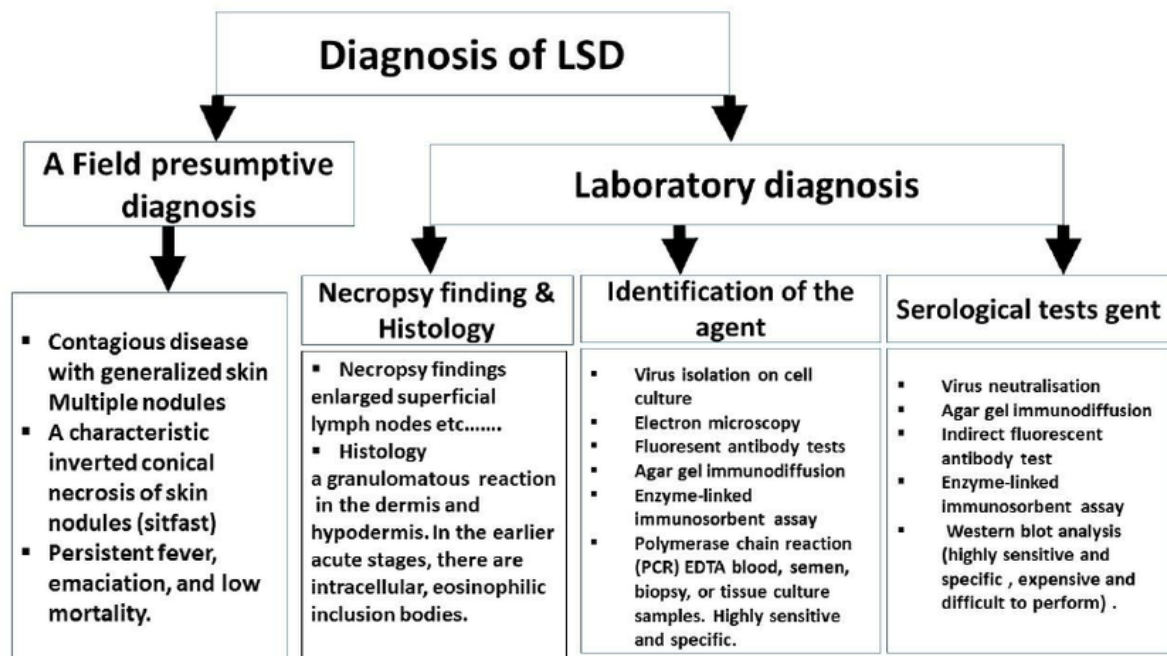 Diagnosis of LSD
A Field presumptive
diagnosis
Laboratory diagnosis
▪ Contagious disease
with generalized skin
Multiple nodules
▪ A characteristic
inverted conical
necrosis of skin
nodules (sitfast)
▪ Persistent fever,
emaciation, and low
mortality.
Necropsy finding &
Histology
▪ Necropsy findings
enlarged superficial
lymph nodes etc.......
▪ Histology
a granulomatous reaction
in the dermis and
hypodermis. In the earlier
acute stages, there are
intracellular, eosinophilic
inclusion bodies.
Identification of the
agent
▪ Virus isolation on cell
culture
▪ Electron microscopy
▪ Fluoresent antibody tests
▪ Agar gel immunodiffusion
▪ Enzyme-linked
immunosorbent assay
▪ Polymerase chain reaction
(PCR) EDTA blood, semen,
biopsy, or tissue culture
samples. Highly sensitive
and specific.
Serological tests gent
▪ Virus neutralisation
▪ Agar gel immunodiffusion
▪ Indirect fluorescent
antibody test
▪ Enzyme-linked
immunosorbent assay
▪ Western blot analysis
(highly sensitive and
specific , expensive and
difficult to perform) .